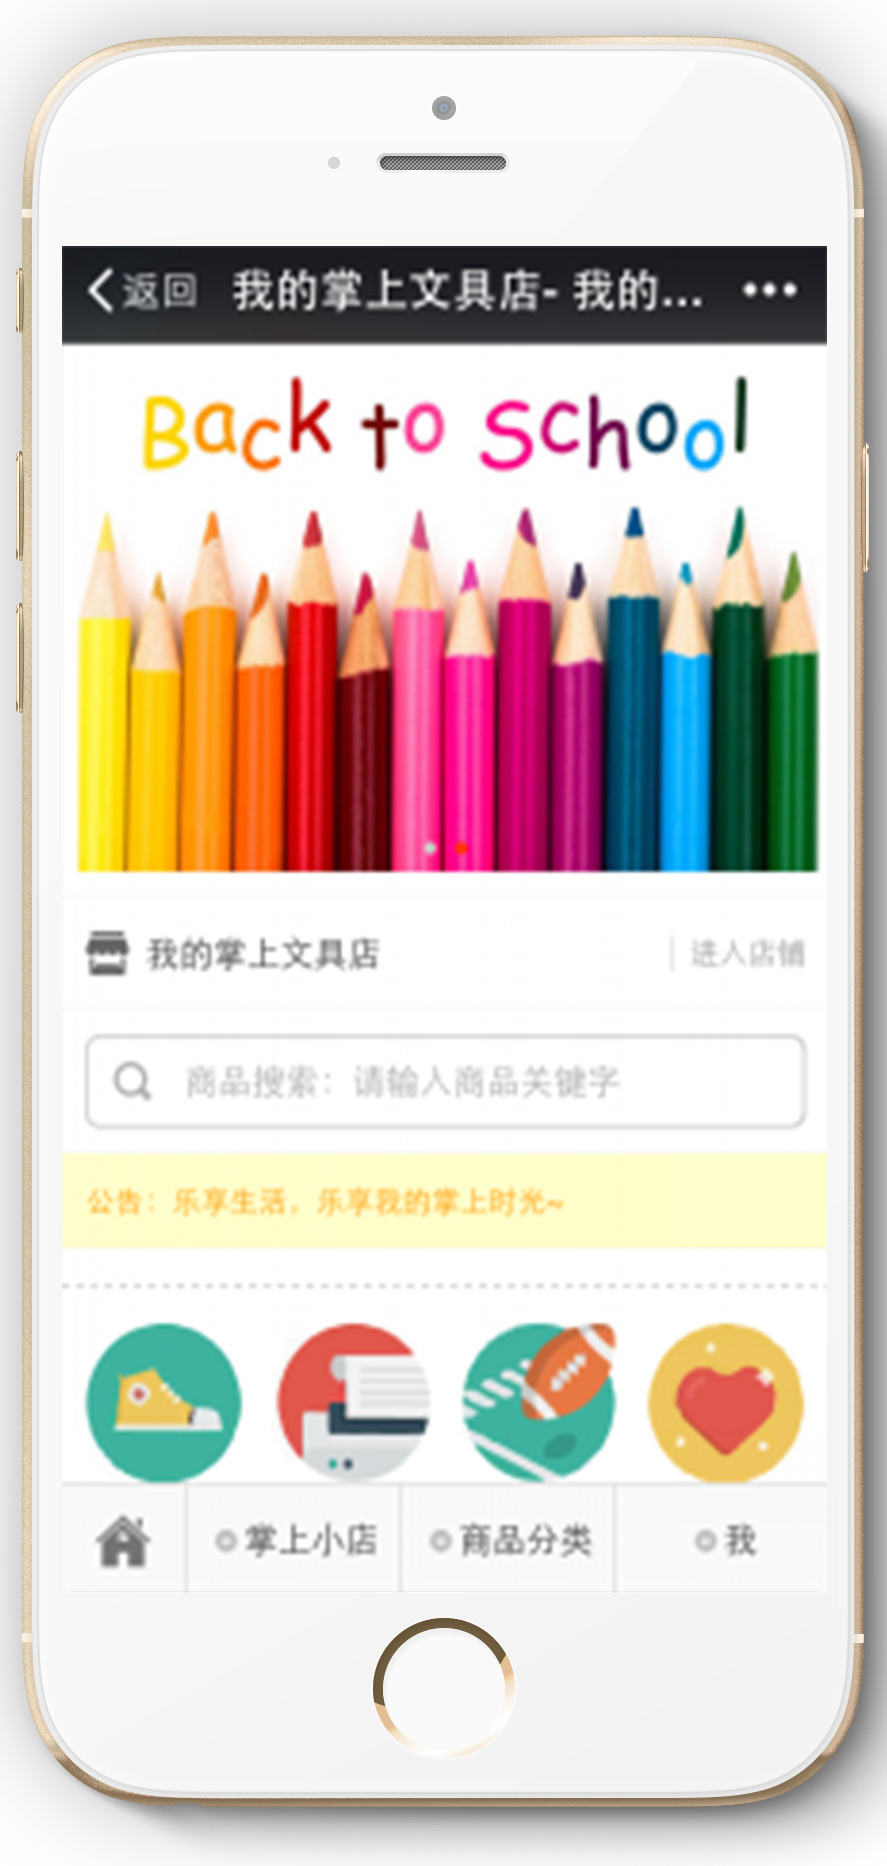 返回 我的掌上文具店- 我的...
Back to School
我的掌上文具店 进入店铺
商品搜索：请输入商品关键字
公告：乐享生活，乐享我的掌上时光~
掌上小店 商品分类 我